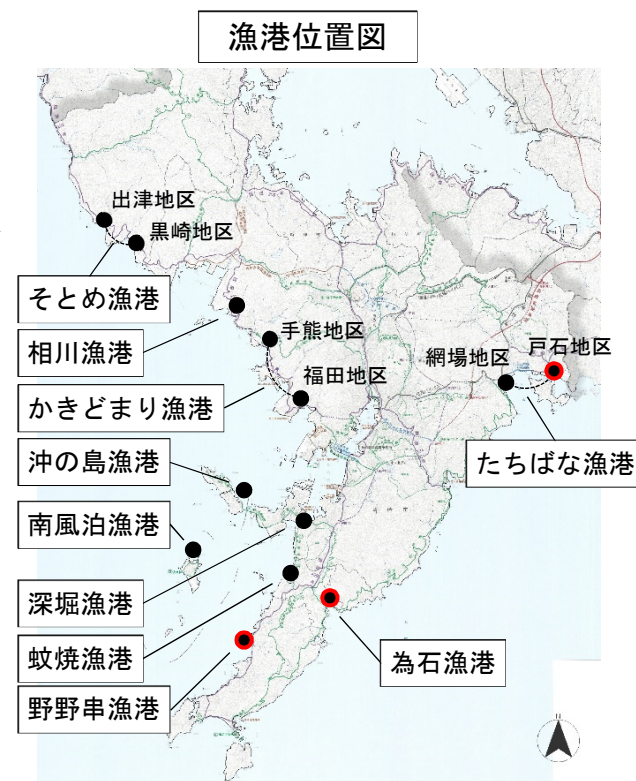 漁港位置図
出津地区
黒崎地区
そとめ漁港
相川漁港
手熊地区
かきどまり漁港
福田地区
網場地区
戸石地区
たちばな漁港
沖の島漁港
南風泊漁港
深堀漁港
蚊焼漁港
野野串漁港
為石漁港
N